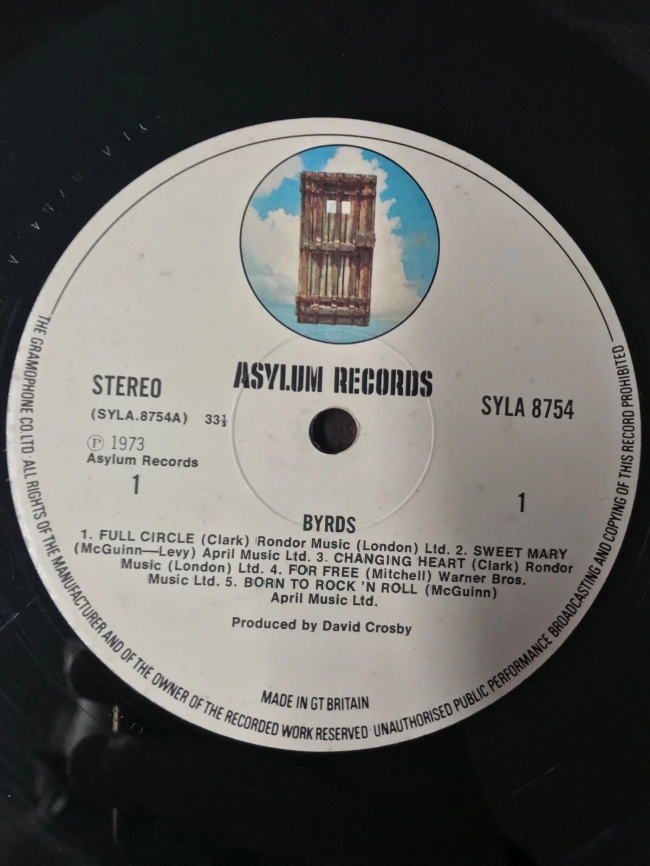 ASYLUM RECORDS
STEREO
(SYLA.8754A) 33⅓
Ⓟ 1973
Asylum Records
1
SYLA 8754
1
BYRDS
1. FULL CIRCLE (Clark) Rondor Music (London) Ltd. 2. SWEET MARY
(McGuinn—Levy) April Music Ltd. 3. CHANGING HEART (Clark) Rondor
Music (London) Ltd. 4. FOR FREE (Mitchell) Warner Bros.
Music Ltd. 5. BORN TO ROCK 'N ROLL (McGuinn)
April Music Ltd.
Produced by David Crosby
MADE IN GT BRITAIN
THE GRAMOPHONE CO.LTD·ALL RIGHTS OF THE MANUFACTURER AND OF THE OWNER OF THE RECORDED WORK RESERVED·UNAUTHORISED PUBLIC PERFORMANCE BROADCASTING AND COPYING OF THIS RECORD PROHIBITED